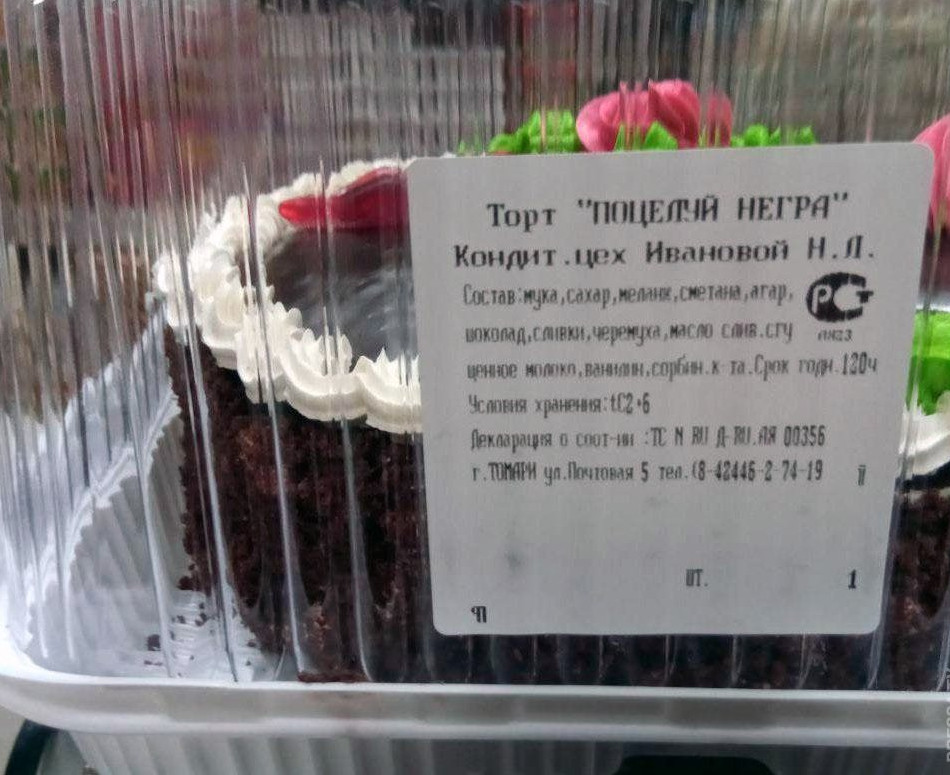 Торт "ПОЦЕЛУЙ НЕГРА"
Кондит.цех Ивановой Н.Л.
Состав:мука,сахар,меланж,сметана,агар,
шоколад,сливки,черемуха,масло слив.сгу
щенное молоко,ванилин,сорбин.к-та.Срок годн.120ч
Условия хранения:tC2+6
Декларация о соот-ии :ТС N RU Д-RU.АЯ 00356
г.ТОМАРИ ул.Почтовая 5 тел.(8-42446-2-74-19
шт. 1